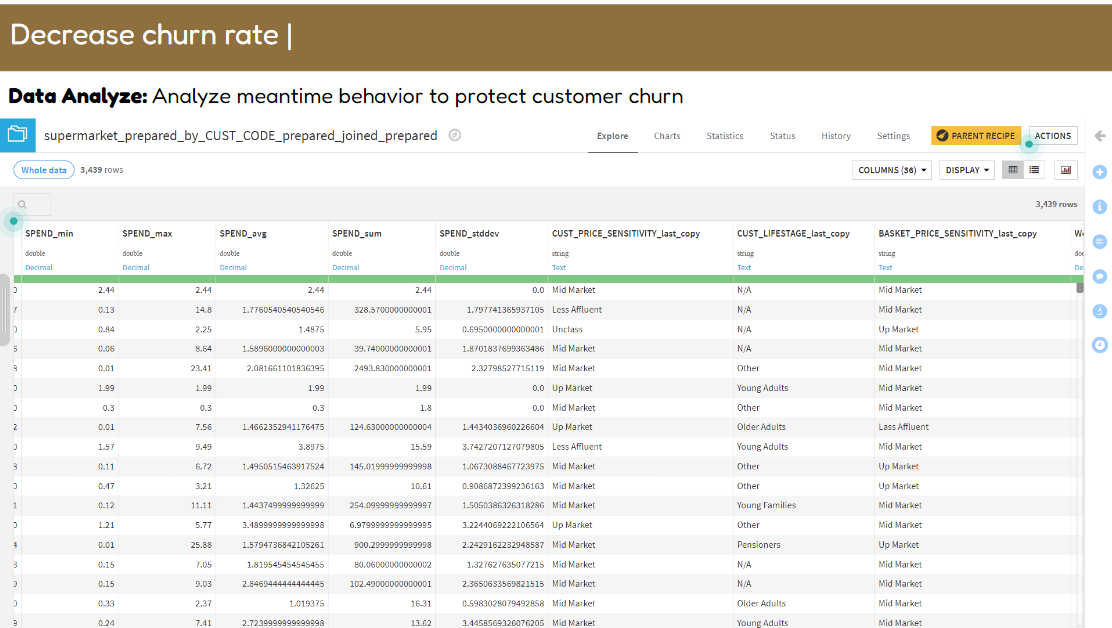 Decrease churn rate |
Data Analyze: Analyze meantime behavior to protect customer churn
supermarket_prepared_by_CUST_CODE_prepared_joined_prepared Explore Charts Statistics Status History Settings PARENT RECIPE ACTIONS
Whole data 3,439 rows COLUMNS (36) DISPLAY
3,439 rows
SPEND_min SPEND_max SPEND_avg SPEND_sum SPEND_stddev CUST_PRICE_SENSITIVITY_last_copy CUST_LIFESTAGE_last_copy BASKET_PRICE_SENSITIVITY_last_copy
double double double double double string string string
Decimal Decimal Decimal Decimal Decimal Text Text Text
2.44 2.44 2.44 2.44 0.0 Mid Market N/A Mid Market
7 0.13 14.8 1.7760540540540546 328.570000000001 1.797741365937105 Less Affluent N/A Mid Market
0.84 2.25 1.4875 5.95 0.6950000000000001 Unclass N/A Up Market
0.06 8.64 1.5896000000000003 39.74000000000001 1.8701837699363486 Mid Market N/A Mid Market
0.01 23.41 2.081661101836395 2493.830000000001 2.32798527715119 Mid Market Other Mid Market
1.99 1.99 1.99 1.99 0.0 Up Market Young Adults Mid Market
0.3 0.3 0.3 1.8 0.0 Mid Market Other Mid Market
2 0.01 7.56 1.4662352941176475 124.63000000000004 1.4434036960226604 Up Market Older Adults Lass Affluent
1.57 9.49 3.8975 15.59 3.7427207127079805 Less Affluent Young Adults Mid Market
0.11 6.72 1.4950515463917524 145.01999999999998 1.0673088467723975 Mid Market Other Up Market
0.47 3.21 1.32625 10.61 0.9086872399236163 Mid Market Other Up Market
1 0.12 11.11 1.4437499999999999 254.09999999999997 1.5050386326318286 Mid Market Young Families Mid Market
1.21 5.77 3.4899999999999998 6.9799999999999995 3.2244069222106564 Up Market Other Mid Market
4 0.01 25.88 1.5794736842105261 900.2999999999998 2.2429162232948587 Mid Market Pensioners Up Market
0.15 7.05 1.819545454545455 80.06000000000002 1.327627635077215 Mid Market N/A Mid Market
0.15 9.03 2.8469444444444445 102.49000000000001 2.3650633569821515 Mid Market N/A Mid Market
0.33 2.37 1.019375 16.31 0.5983028079492858 Mid Market Older Adults Mid Market
9 0.24 7.41 2.7239999999999998 13.62 3.4458569326076205 Mid Market Young Adults Mid Market